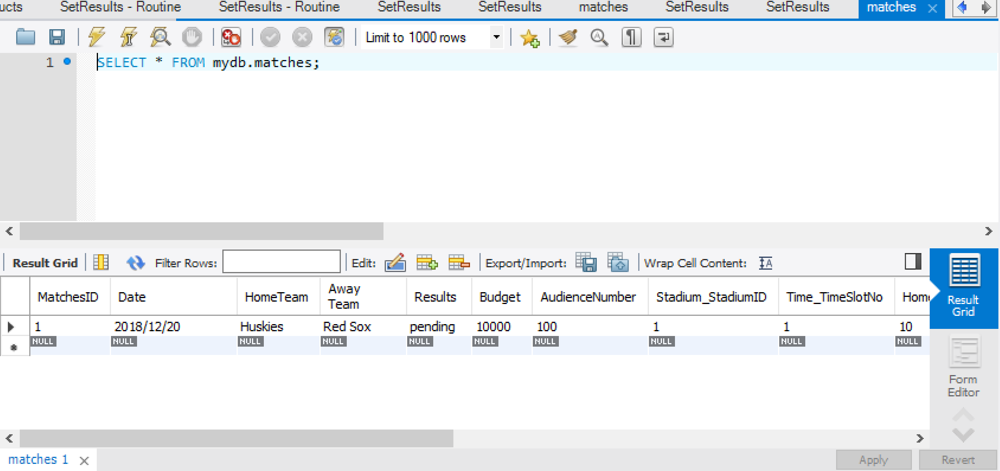 ucts SetResults - Routine SetResults - Routine SetResults SetResults matches SetResults SetResults matches
Limit to 1000 rows
1 SELECT * FROM mydb.matches;
Result Grid Filter Rows: Edit: Export/Import: Wrap Cell Content:
MatchesID Date HomeTeam Away Team Results Budget AudienceNumber Stadium_StadiumID Time_TimeSlotNo Home
1 2018/12/20 Huskies Red Sox pending 10000 100 1 1 10
NULL NULL NULL NULL NULL NULL NULL NULL NULL NULL
Result
Grid
Form
Editor
matches 1
Apply Revert